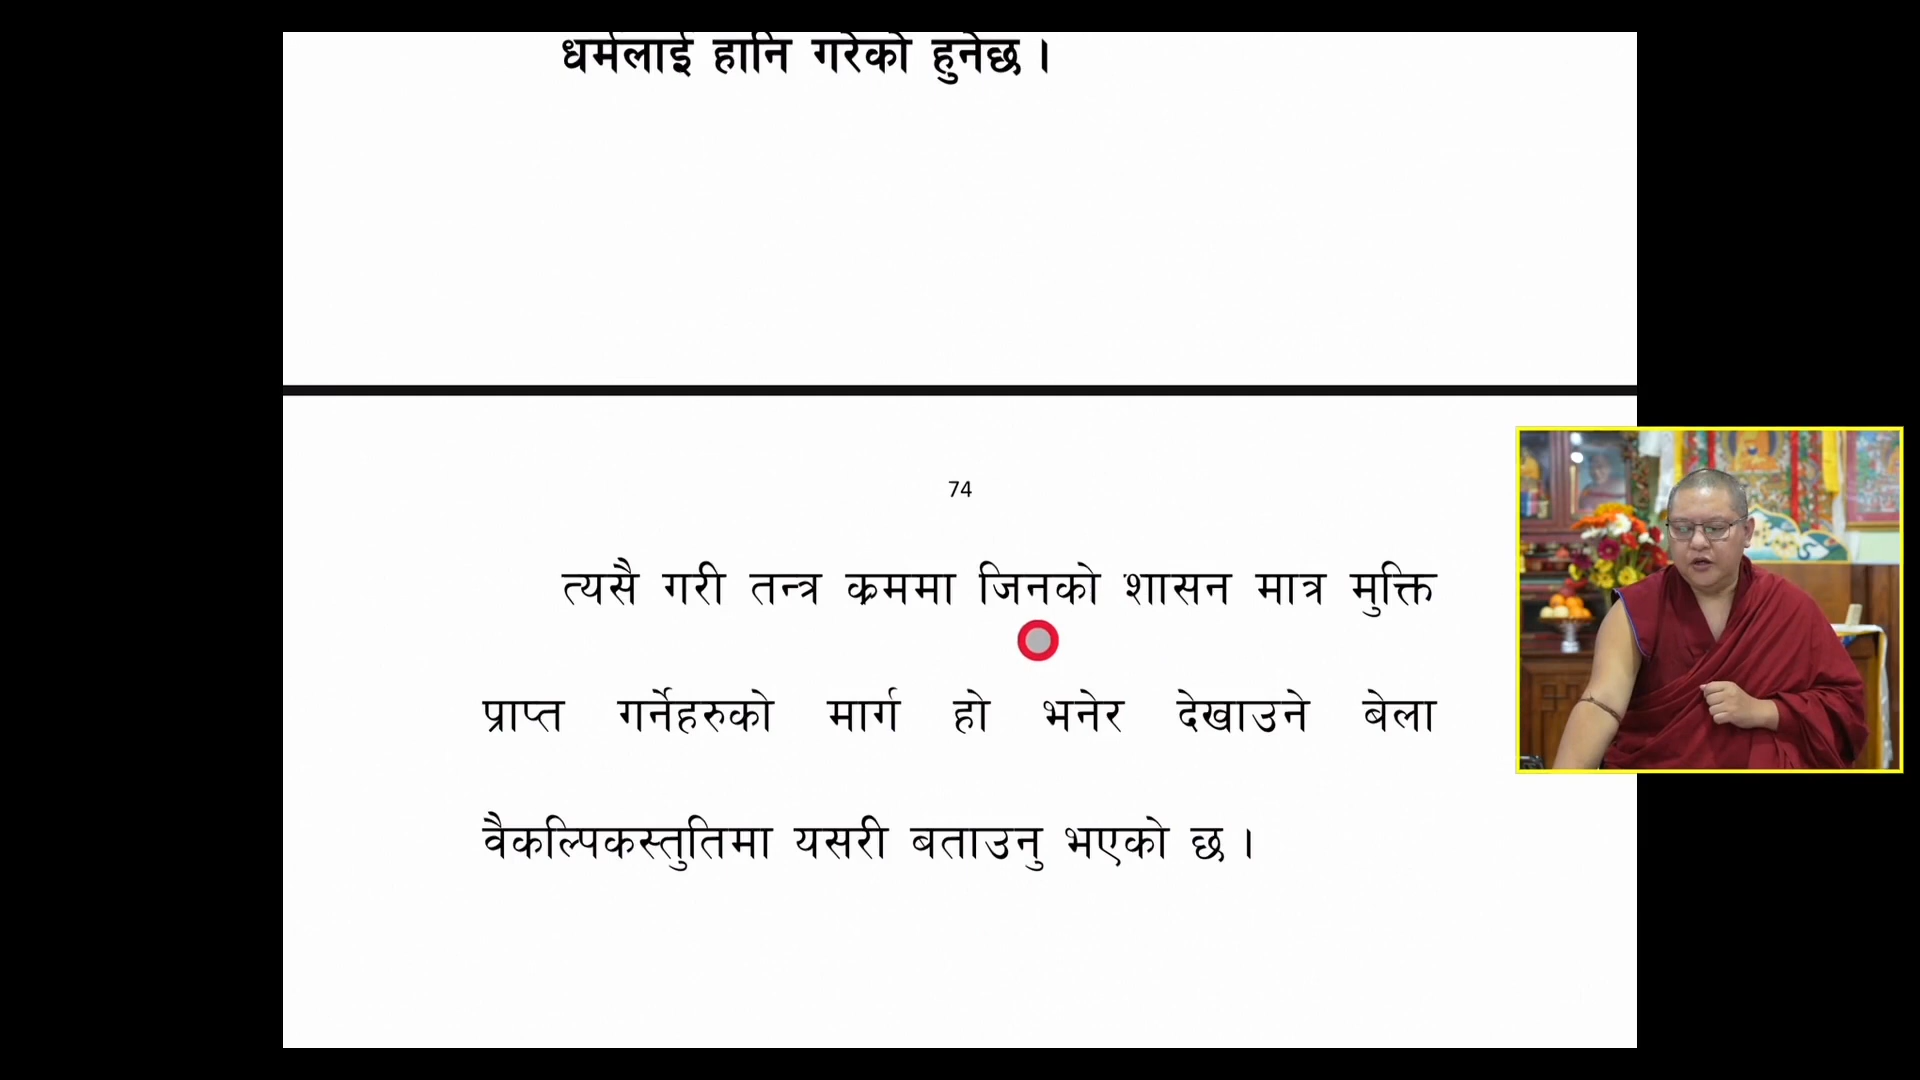 धर्मलाई हानि गरेको हुनेछ ।
74
त्यसै गरी तन्त्र क्रममा जिनको शासन मात्र मुक्ति
प्राप्त गर्नेहरुको मार्ग हो भनेर देखाउने बेला
वैकल्पिकस्तुतिमा यसरी बताउनु भएको छ ।